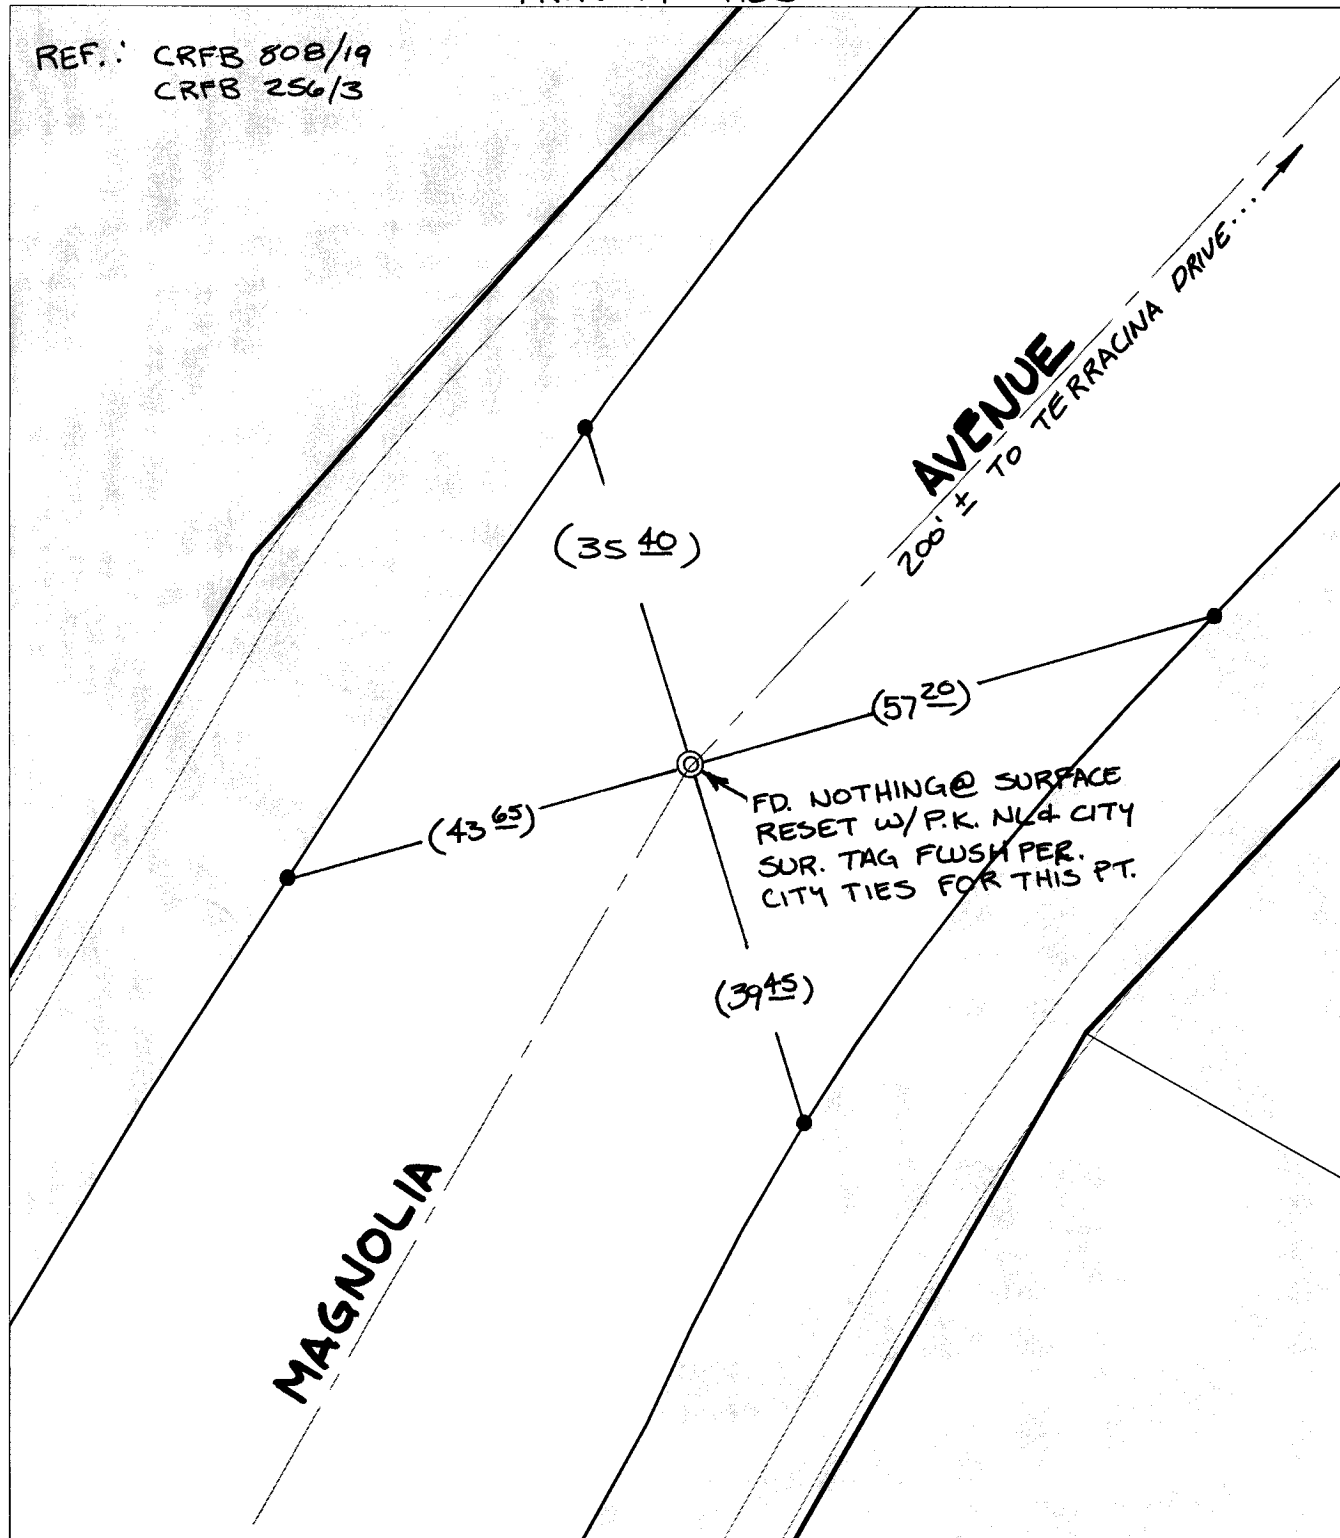 REF.: CRFB 808/19
CRFB 256/3
AVENUE
200' ± TO TERRACINA DRIVE....
(35 40)
(57 20)
(43 65)
FD. NOTHING @ SURFACE
RESET W/ P.K. NL & CITY
SUR. TAG FLUSH PER.
CITY TIES FOR THIS PT.
(39 45)
MAGNOLIA